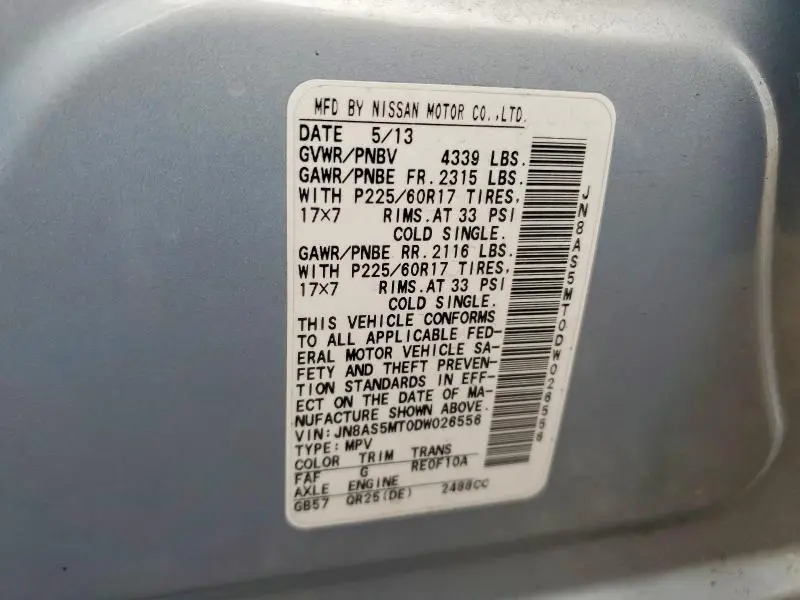 MFD BY NISSAN MOTOR CO.,LTD.
DATE 5/13
GVWR/PNBV 4339 LBS.
GAWR/PNBE FR. 2315 LBS.
WITH P225/60R17 TIRES,
17×7 RIMS. AT 33 PSI
COLD SINGLE.
GAWR/PNBE RR. 2116 LBS.
WITH P225/60R17 TIRES,
17×7 RIMS. AT 33 PSI
COLD SINGLE.
THIS VEHICLE CONFORMS
TO ALL APPLICABLE FED-
ERAL MOTOR VEHICLE SA-
FETY AND THEFT PREVEN-
TION STANDARDS IN EFF-
ECT ON THE DATE OF MA-
NUFACTURE SHOWN ABOVE.
VIN: JN8AS5MT0DW026556
TYPE: MPV
COLOR TRIM TRANS
FAF G RE0F10A
AXLE ENGINE
GB57 QR25(DE) 2488CC
JN8AS5MT0DW026556